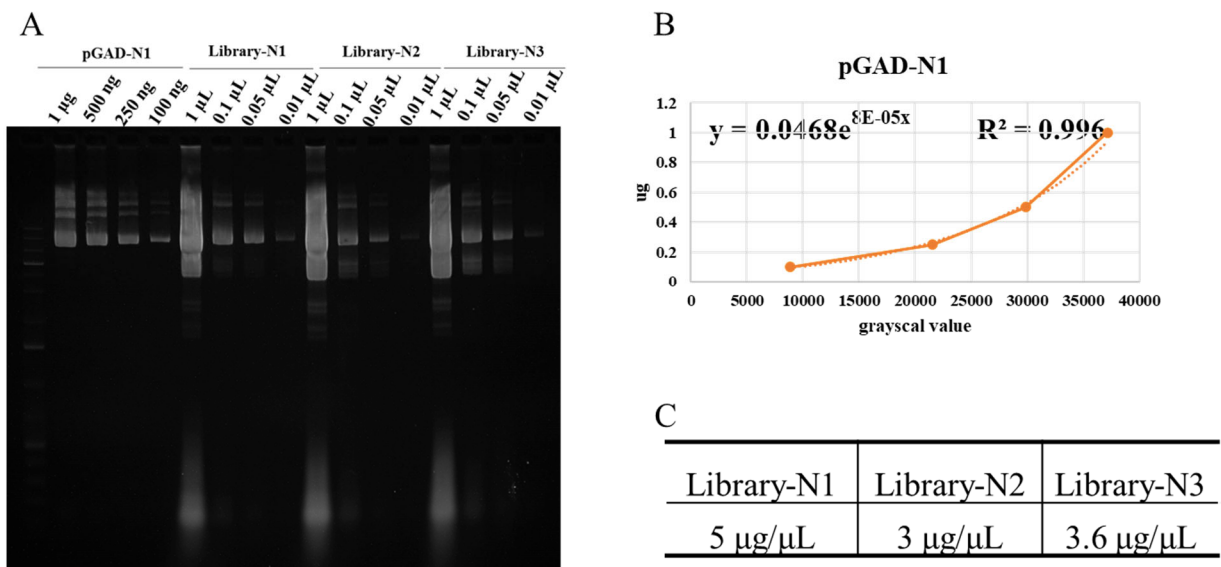 A
pGAD-N1 Library-N1 Library-N2 Library-N3
1 μg 500 ng 250 ng 100 ng 1 μL 0.1 μL 0.05 μL 0.01 μL 1 μL 0.1 μL 0.05 μL 0.01 μL 1 μL 0.1 μL 0.05 μL 0.01 μL
B
pGAD-N1
y = 0.0468e^8E-05x R² = 0.996
ug
1.2
1
0.8
0.6
0.4
0.2
0
0 5000 10000 15000 20000 25000 30000 35000 40000
grayscal value
C
Library-N1 Library-N2 Library-N3
5 μg/μL 3 μg/μL 3.6 μg/μL